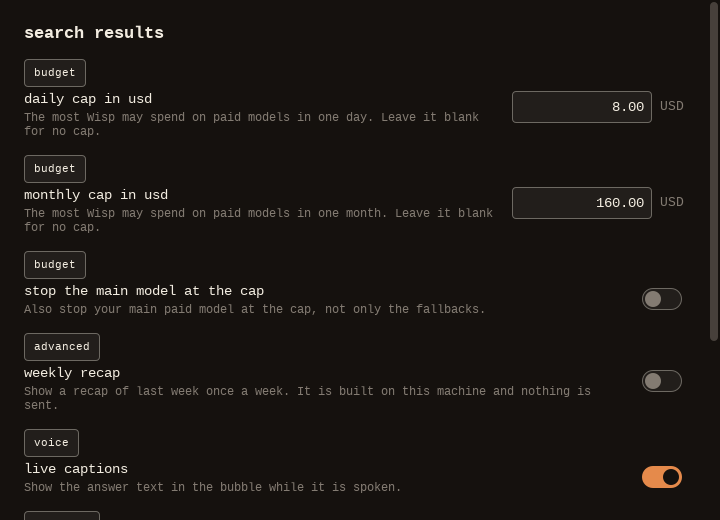 search results
budget
daily cap in usd
The most Wisp may spend on paid models in one day. Leave it blank
for no cap.
8.00 USD
budget
monthly cap in usd
The most Wisp may spend on paid models in one month. Leave it blank
for no cap.
160.00 USD
budget
stop the main model at the cap
Also stop your main paid model at the cap, not only the fallbacks.
advanced
weekly recap
Show a recap of last week once a week. It is built on this machine and nothing is
sent.
voice
live captions
Show the answer text in the bubble while it is spoken.